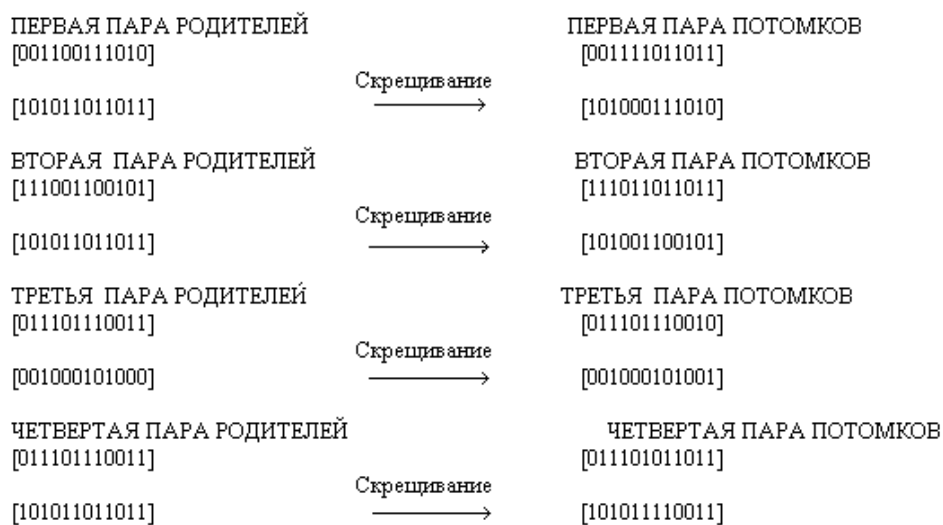 ПЕРВАЯ ПАРА РОДИТЕЛЕЙ ПЕРВАЯ ПАРА ПОТОМКОВ
[001100111010] [001111011011]
Скрещивание
[101011011011] [101000111010]
ВТОРАЯ ПАРА РОДИТЕЛЕЙ ВТОРАЯ ПАРА ПОТОМКОВ
[111001100101] [111011011011]
Скрещивание
[101011011011] [101001100101]
ТРЕТЬЯ ПАРА РОДИТЕЛЕЙ ТРЕТЬЯ ПАРА ПОТОМКОВ
[011101110011] [011101110010]
Скрещивание
[001000101000] [001000101001]
ЧЕТВЕРТАЯ ПАРА РОДИТЕЛЕЙ ЧЕТВЕРТАЯ ПАРА ПОТОМКОВ
[011101110011] [011101011011]
Скрещивание
[101011011011] [101011110011]